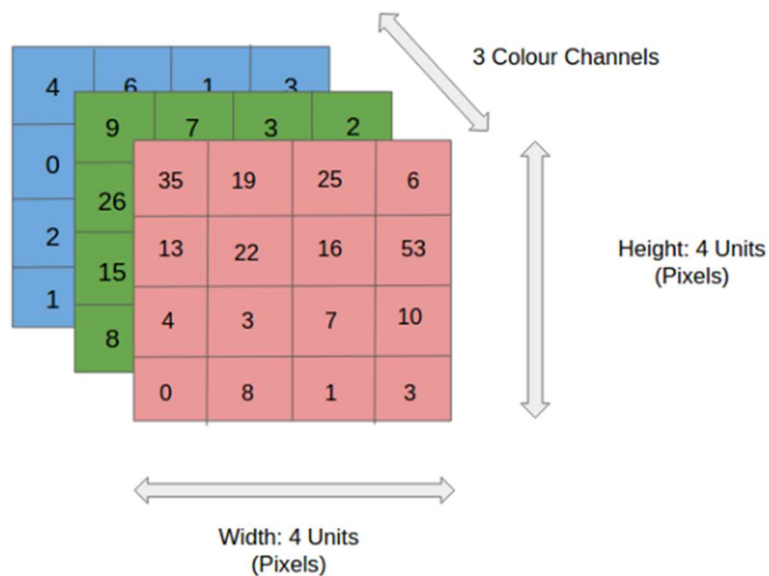 3 Colour Channels
4 6 1 3
9 7 3 2
0
35 19 25 6
26
13 22 16 53
Height: 4 Units
(Pixels)
2
15
4 3 7 10
1
8
0 8 1 3
Width: 4 Units
(Pixels)